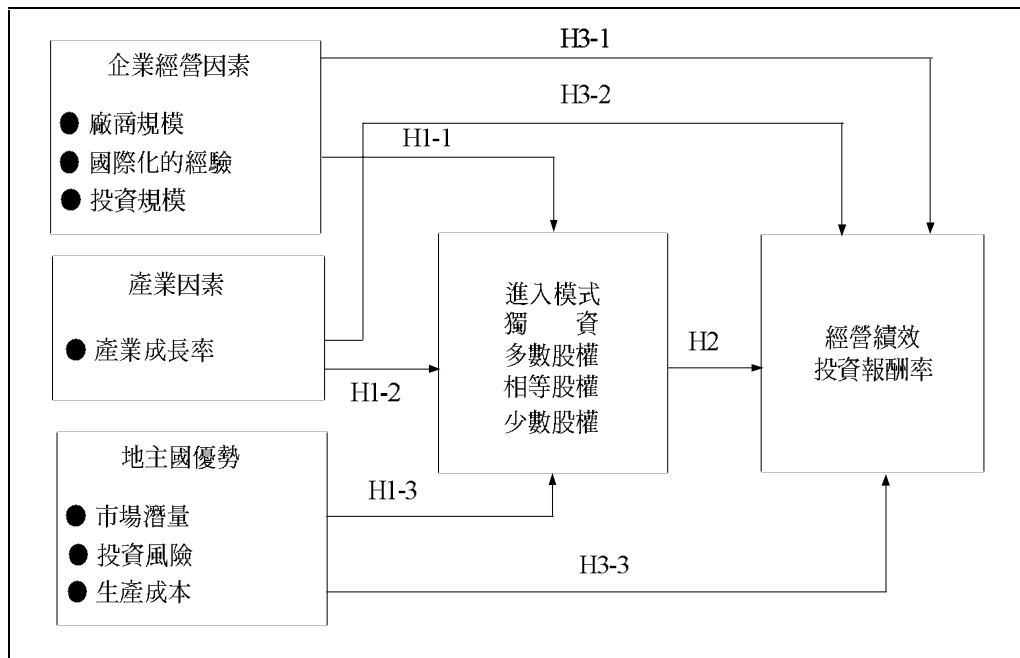 H3-1
企業經營因素
● 廠商規模
● 國際化的經驗
● 投資規模
H3-2
H1-1
產業因素
● 產業成長率
H1-2
進入模式
獨　資
多數股權
相等股權
少數股權
H2
經營績效
投資報酬率
地主國優勢
● 市場潛量
● 投資風險
● 生產成本
H1-3
H3-3